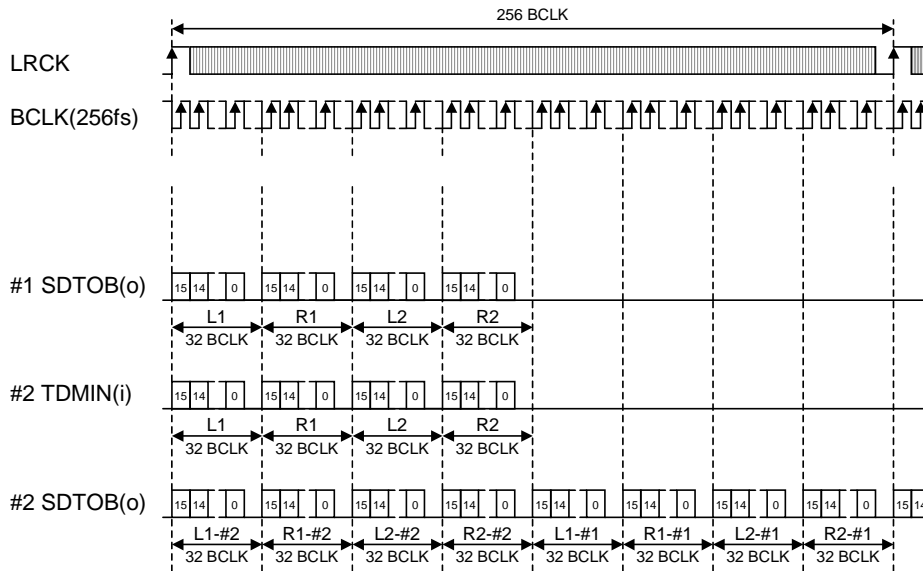 256 BCLK
LRCK
BCLK(256fs)
#1 SDTOB(o)
15 14 0 15 14 0 15 14 0 15 14 0
L1 R1 L2 R2
32 BCLK 32 BCLK 32 BCLK 32 BCLK
#2 TDMIN(i)
15 14 0 15 14 0 15 14 0 15 14 0
L1 R1 L2 R2
32 BCLK 32 BCLK 32 BCLK 32 BCLK
#2 SDTOB(o)
15 14 0 15 14 0 15 14 0 15 14 0 15 14 0 15 14 0 15 14 0 15 14 0 15 14
L1-#2 R1-#2 L2-#2 R2-#2 L1-#1 R1-#1 L2-#1 R2-#1
32 BCLK 32 BCLK 32 BCLK 32 BCLK 32 BCLK 32 BCLK 32 BCLK 32 BCLK